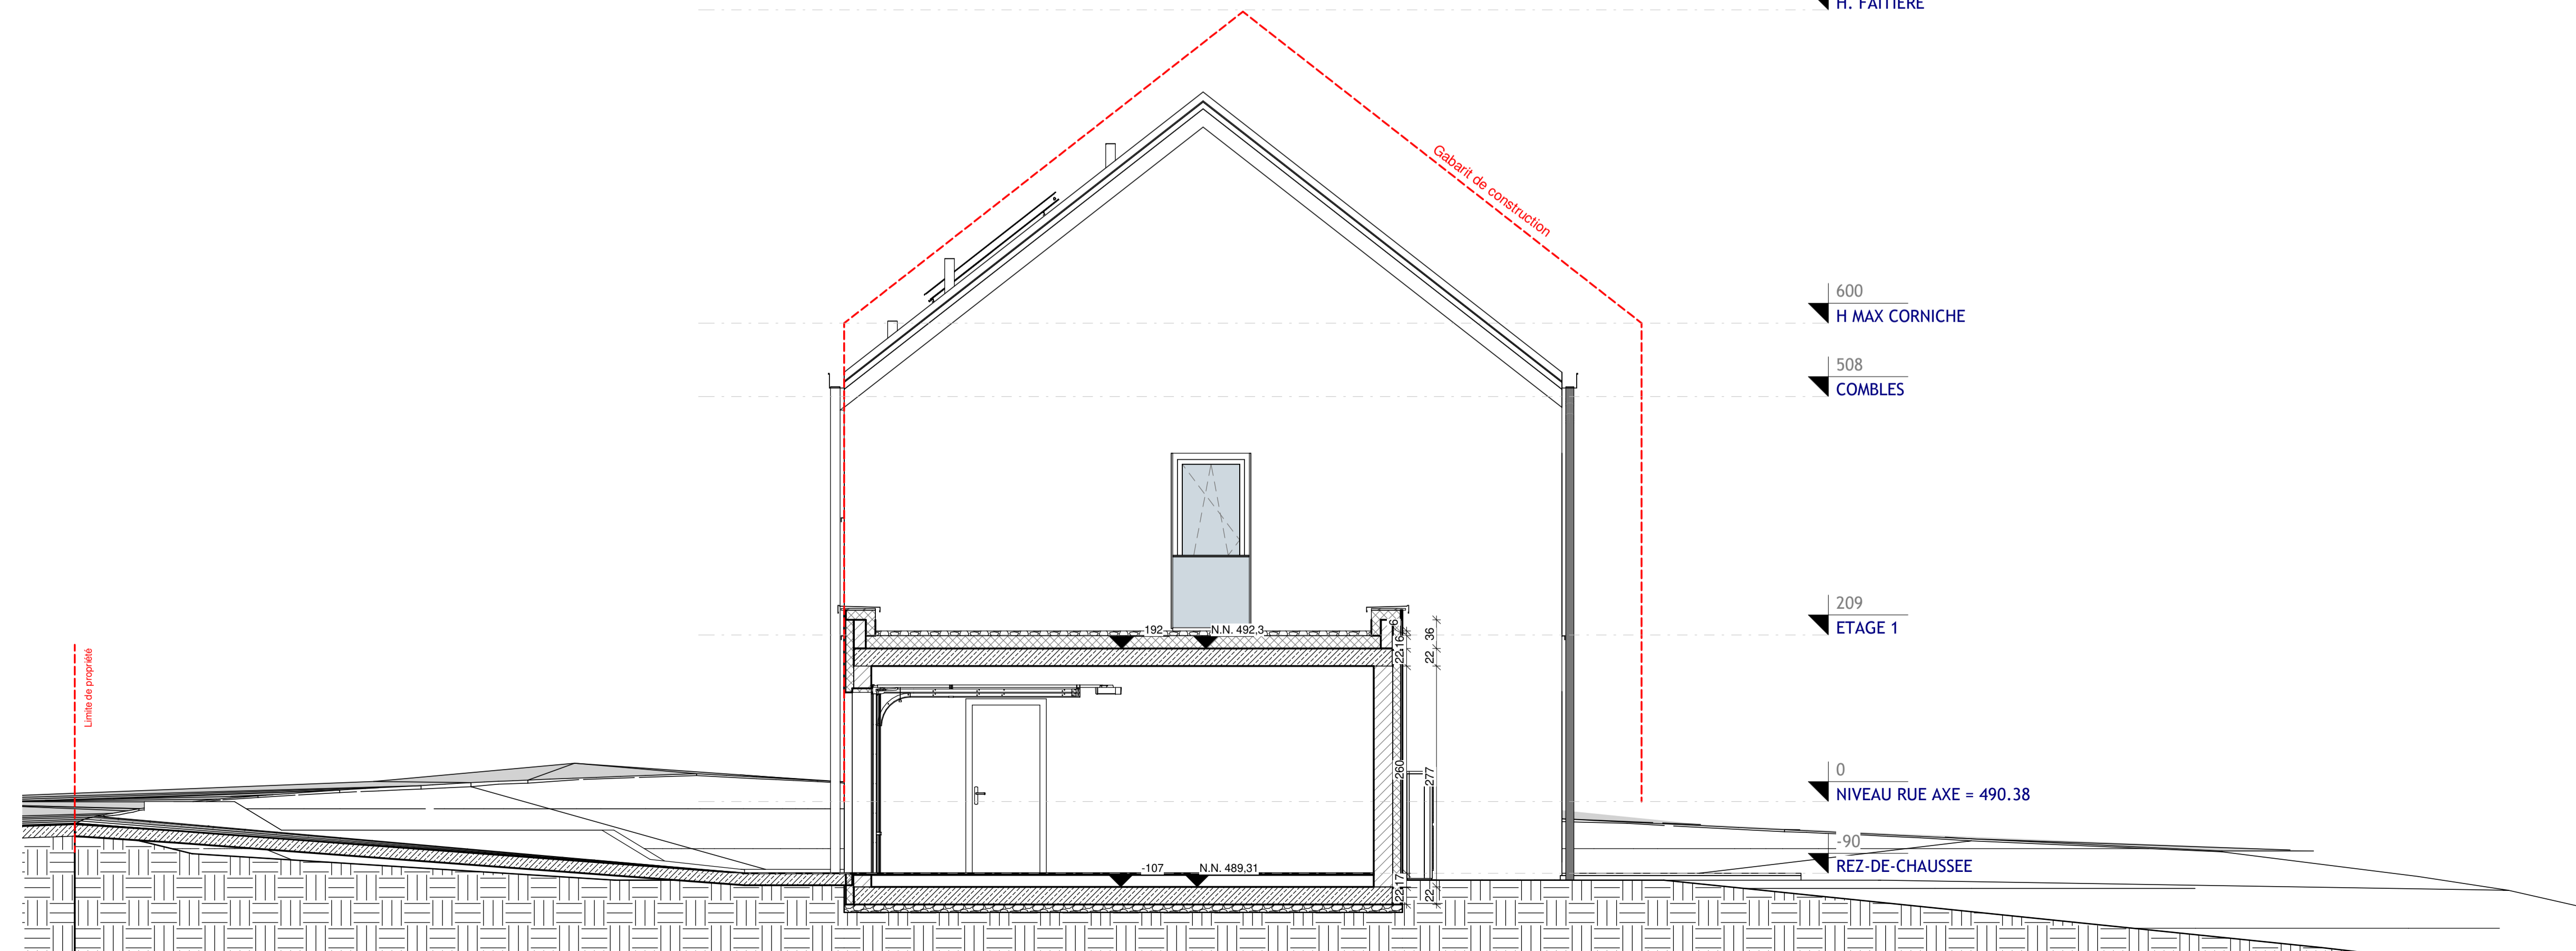 H. FAITIERE
Gabarit de construction
600
H MAX CORNICHE
508
COMBLES
209
ETAGE 1
192
N.N. 492,3
6
16
22
36
22
Limite de propriété
260
277
0
NIVEAU RUE AXE = 490.38
-90
REZ-DE-CHAUSSEE
-107
N.N. 489,31
17
22
22